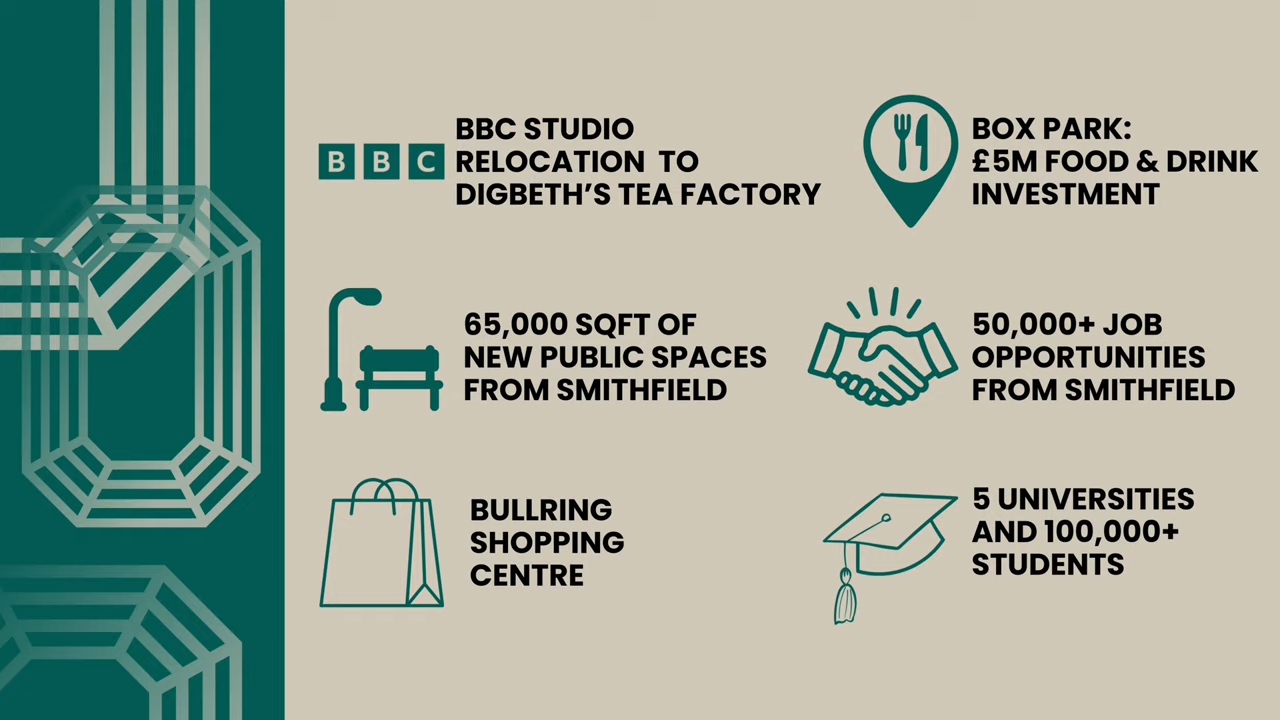 BBC
BBC STUDIO
RELOCATION TO
DIGBETH'S TEA FACTORY
BOX PARK:
£5M FOOD & DRINK
INVESTMENT
65,000 SQFT OF
NEW PUBLIC SPACES
FROM SMITHFIELD
50,000+ JOB
OPPORTUNITIES
FROM SMITHFIELD
BULLRING
SHOPPING
CENTRE
5 UNIVERSITIES
AND 100,000+
STUDENTS